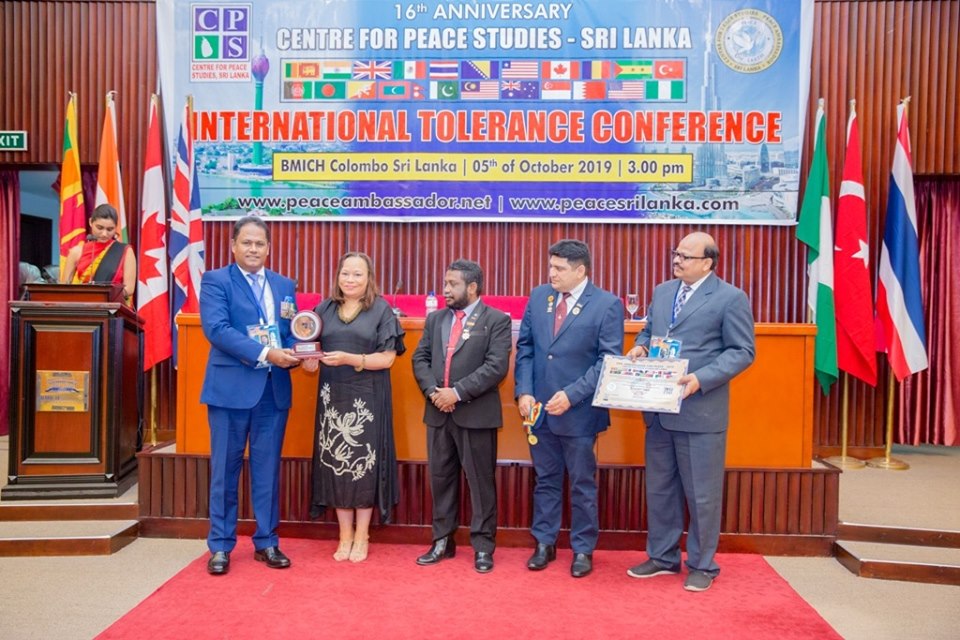 16th ANNIVERSARY
CENTRE FOR PEACE STUDIES - SRI LANKA
CPS
CENTRE FOR PEACE
STUDIES, SRI LANKA
INTERNATIONAL TOLERANCE CONFERENCE
BMICH Colombo Sri Lanka | 05th of October 2019 | 3.00 pm
www.peaceambassador.net | www.peacesrilanka.com
EXIT